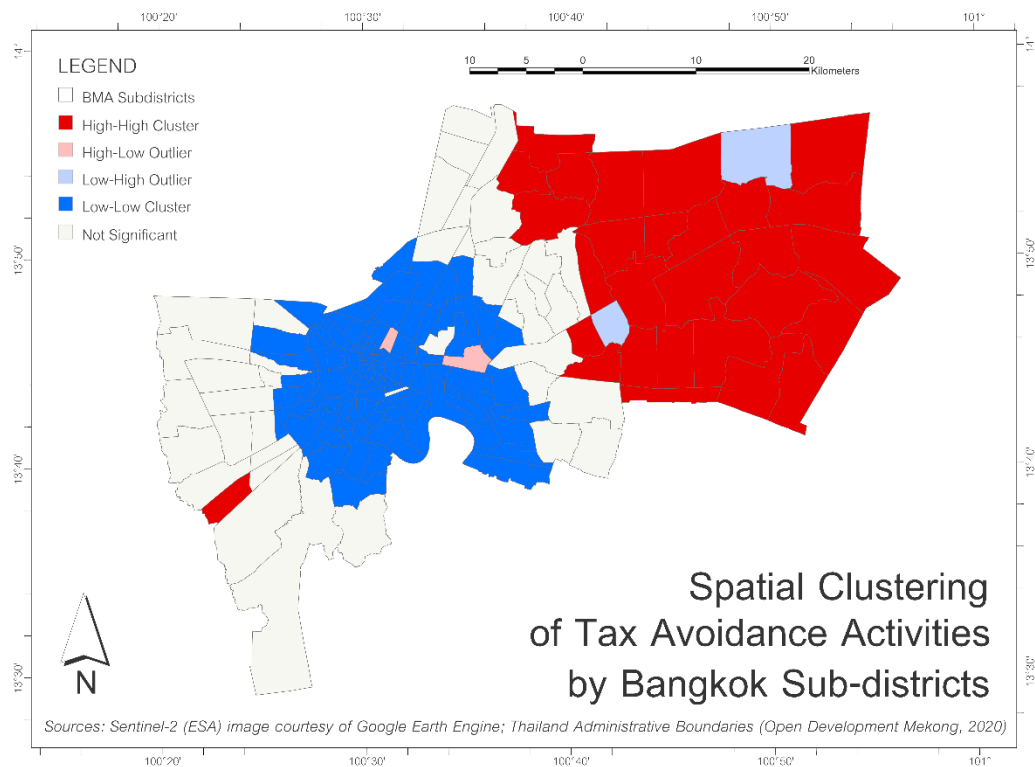 100°20' 100°30' 100°40' 100°50' 101°
14° 14°
LEGEND
BMA Subdistricts
High-High Cluster
High-Low Outlier
Low-High Outlier
Low-Low Cluster
Not Significant
10 5 0 10 20
Kilometers
13°50' 13°50'
13°40' 13°40'
13°30' 13°30'
N
Spatial Clustering
of Tax Avoidance Activities
by Bangkok Sub-districts
Sources: Sentinel-2 (ESA) image courtesy of Google Earth Engine; Thailand Administrative Boundaries (Open Development Mekong, 2020)
100°20' 100°30' 100°40' 100°50' 101°